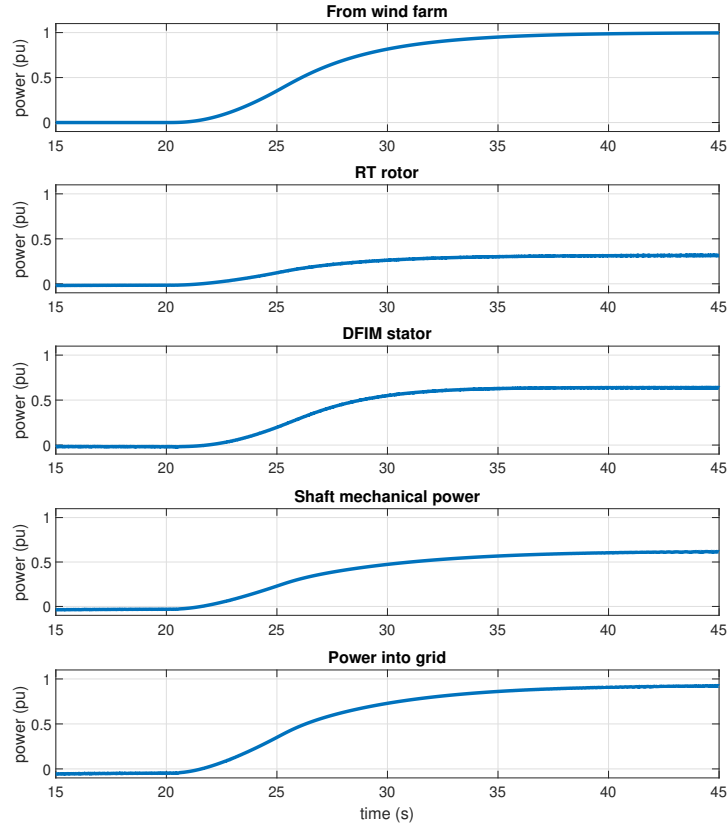 From wind farm
1
0.5
0
power (pu)
15 20 25 30 35 40 45
RT rotor
1
0.5
0
power (pu)
15 20 25 30 35 40 45
DFIM stator
1
0.5
0
power (pu)
15 20 25 30 35 40 45
Shaft mechanical power
1
0.5
0
power (pu)
15 20 25 30 35 40 45
Power into grid
1
0.5
0
power (pu)
15 20 25 30 35 40 45
time (s)